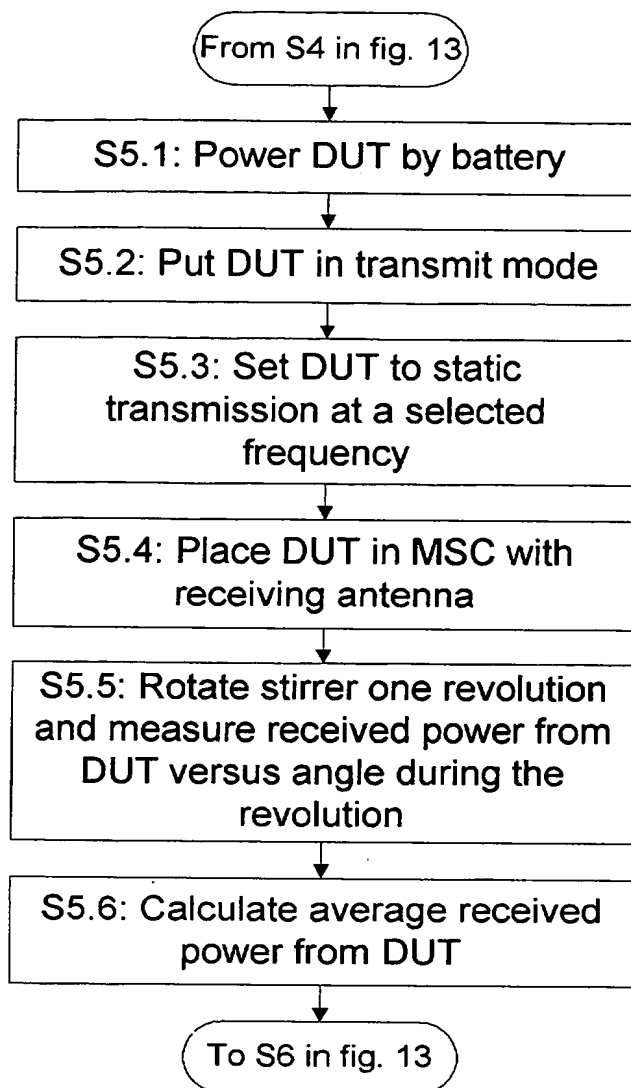 From S4 in fig. 13
S5.1: Power DUT by battery
S5.2: Put DUT in transmit mode
S5.3: Set DUT to static
transmission at a selected
frequency
S5.4: Place DUT in MSC with
receiving antenna
S5.5: Rotate stirrer one revolution
and measure received power from
DUT versus angle during the
revolution
S5.6: Calculate average received
power from DUT
To S6 in fig. 13